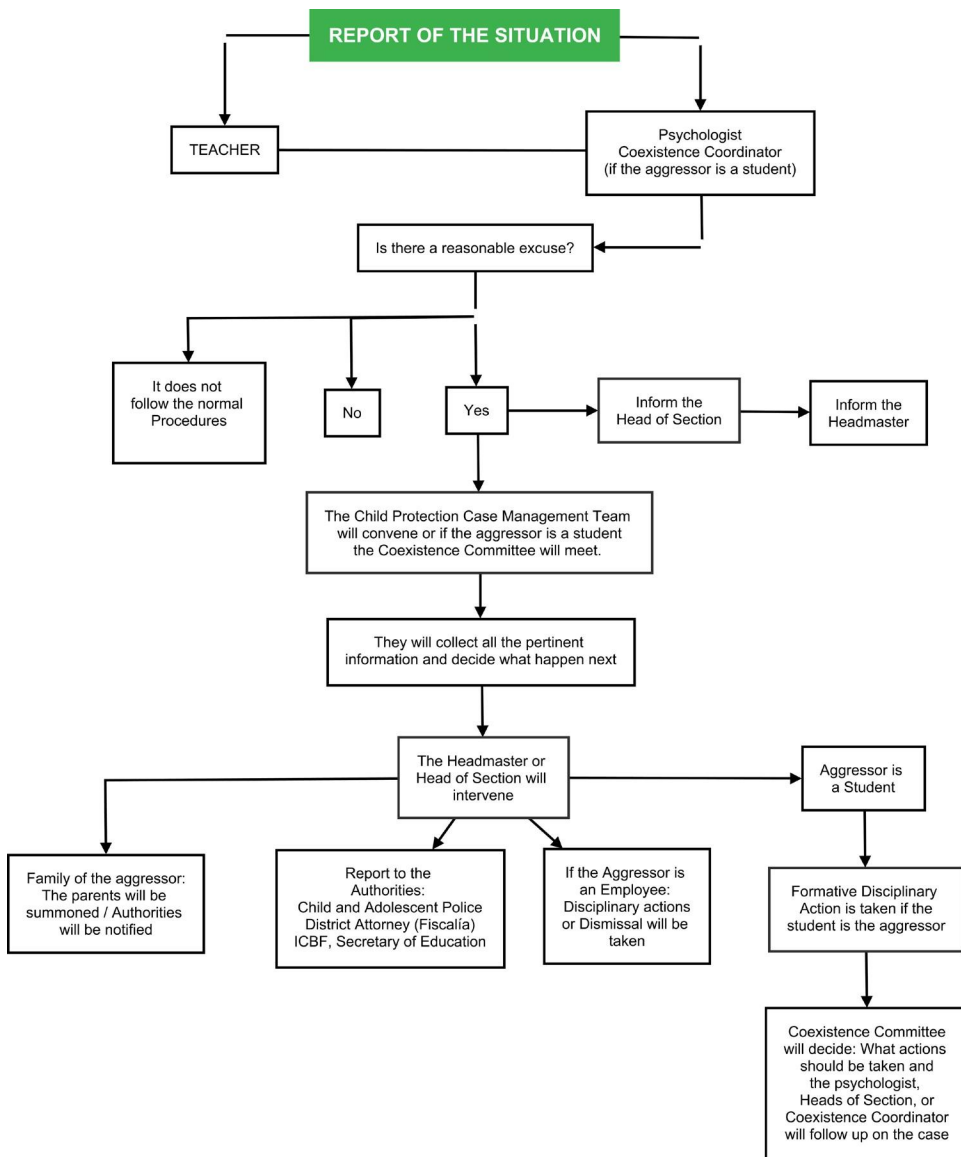 REPORT OF THE SITUATION
TEACHER
Psychologist
Coexistence Coordinator
(if the aggressor is a student)
Is there a reasonable excuse?
It does not
follow the normal
Procedures
No
Yes
Inform the
Head of Section
Inform the
Headmaster
The Child Protection Case Management Team
will convene or if the aggressor is a student
the Coexistence Committee will meet.
They will collect all the pertinent
information and decide what happen next
The Headmaster or
Head of Section will
intervene
Aggressor is
a Student
Family of the aggressor:
The parents will be
summoned / Authorities
will be notified
Report to the
Authorities:
Child and Adolescent Police
District Attorney (Fiscalía)
ICBF, Secretary of Education
If the Aggressor is
an Employee:
Disciplinary actions
or Dismissal will be
taken
Formative Disciplinary
Action is taken if the
student is the aggressor
Coexistence Committee
will decide: What actions
should be taken and
the psychologist,
Heads of Section, or
Coexistence Coordinator
will follow up on the case